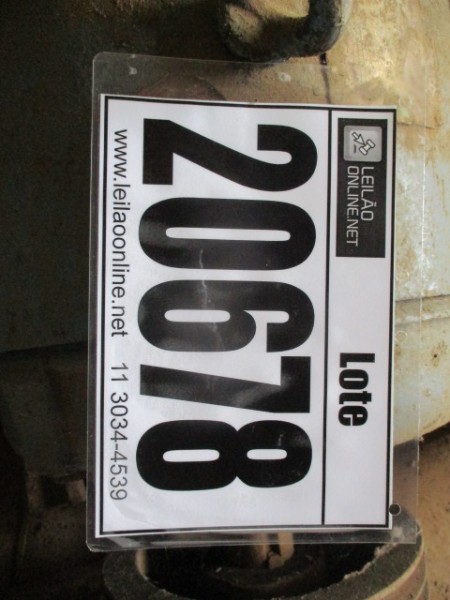 LEILÃO
ONLINE.NET
Lote
20678
www.leilaoonline.net 11 3034-4539